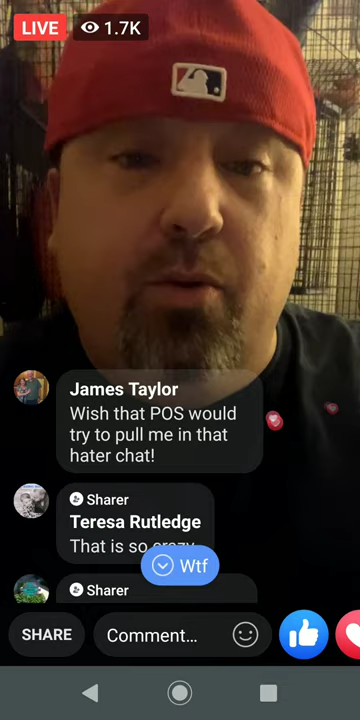 LIVE 1.7K
James Taylor
Wish that POS would
try to pull me in that
hater chat!
Sharer
Teresa Rutledge
That is so crazy
Wtf
Sharer
SHARE Comment...